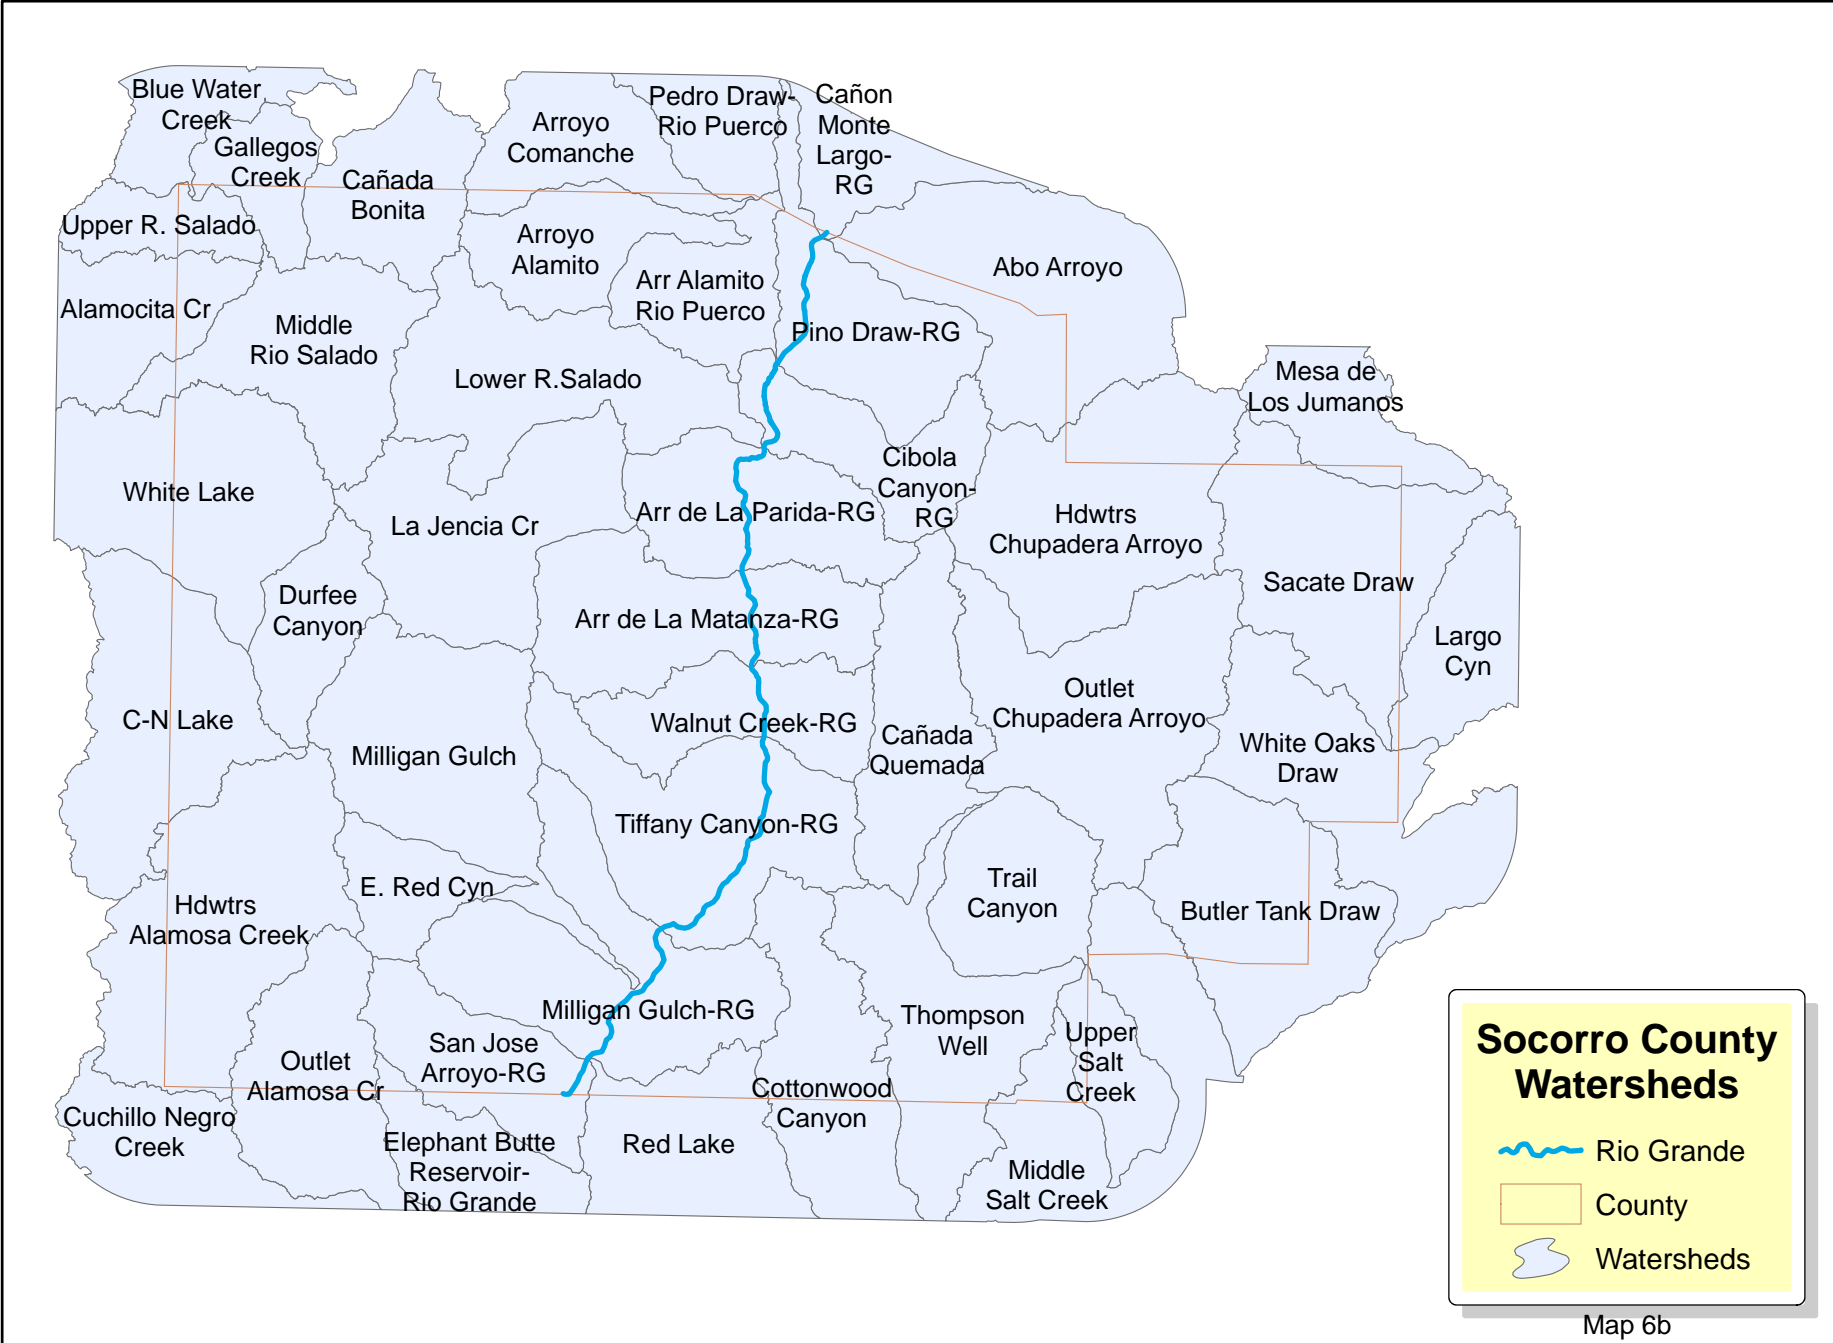 Blue Water
Creek
Gallegos
Creek
Cañada
Bonita
Arroyo
Comanche
Pedro Draw-
Rio Puerco
Cañon
Monte
Largo-
RG
Upper R. Salado
Arroyo
Alamito
Arr Alamito
Rio Puerco
Abo Arroyo
Alamocita Cr
Middle
Rio Salado
Pino Draw-RG
Lower R.Salado
Mesa de
Los Jumanos
White Lake
La Jencia Cr
Arr de La Parida-RG
Cibola
Canyon-
RG
Hdwtrs
Chupadera Arroyo
Sacate Draw
Durfee
Canyon
Arr de La Matanza-RG
Largo
Cyn
C-N Lake
Milligan Gulch
Walnut Creek-RG
Cañada
Quemada
Outlet
Chupadera Arroyo
White Oaks
Draw
Tiffany Canyon-RG
E. Red Cyn
Trail
Canyon
Butler Tank Draw
Hdwtrs
Alamosa Creek
Milligan Gulch-RG
Thompson
Well
Upper
Salt
Creek
San Jose
Arroyo-RG
Outlet
Alamosa Cr
Cottonwood
Canyon
Cuchillo Negro
Creek
Elephant Butte
Reservoir-
Rio Grande
Red Lake
Middle
Salt Creek
Socorro County
Watersheds
Rio Grande
County
Watersheds
Map 6b